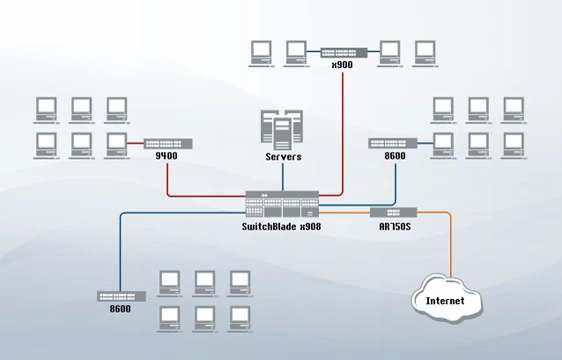 x900
9400
Servers
8600
SwitchBlade x908
AR750S
8600
Internet